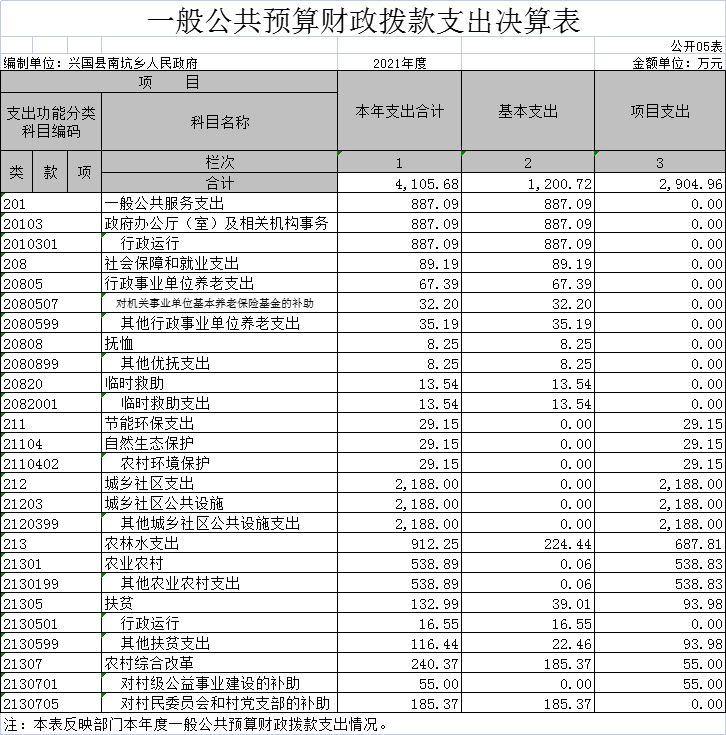 一般公共预算财政拨款支出决算表
公开05表
编制单位：兴国县南坑乡人民政府 2021年度 金额单位：万元
项 目 本年支出合计 基本支出 项目支出
支出功能分类科目编码 科目名称
类 款 项 栏次 1 2 3
合计 4,105.68 1,200.72 2,904.96
201 一般公共服务支出 887.09 887.09 0.00
20103 政府办公厅（室）及相关机构事务 887.09 887.09 0.00
2010301 行政运行 887.09 887.09 0.00
208 社会保障和就业支出 89.19 89.19 0.00
20805 行政事业单位养老支出 67.39 67.39 0.00
2080507 对机关事业单位基本养老保险基金的补助 32.20 32.20 0.00
2080599 其他行政事业单位养老支出 35.19 35.19 0.00
20808 抚恤 8.25 8.25 0.00
2080899 其他优抚支出 8.25 8.25 0.00
20820 临时救助 13.54 13.54 0.00
2082001 临时救助支出 13.54 13.54 0.00
211 节能环保支出 29.15 0.00 29.15
21104 自然生态保护 29.15 0.00 29.15
2110402 农村环境保护 29.15 0.00 29.15
212 城乡社区支出 2,188.00 0.00 2,188.00
21203 城乡社区公共设施 2,188.00 0.00 2,188.00
2120399 其他城乡社区公共设施支出 2,188.00 0.00 2,188.00
213 农林水支出 912.25 224.44 687.81
21301 农业农村 538.89 0.06 538.83
2130199 其他农业农村支出 538.89 0.06 538.83
21305 扶贫 132.99 39.01 93.98
2130501 行政运行 16.55 16.55 0.00
2130599 其他扶贫支出 116.44 22.46 93.98
21307 农村综合改革 240.37 185.37 55.00
2130701 对村级公益事业建设的补助 55.00 0.00 55.00
2130705 对村民委员会和村党支部的补助 185.37 185.37 0.00
注：本表反映部门本年度一般公共预算财政拨款支出情况。